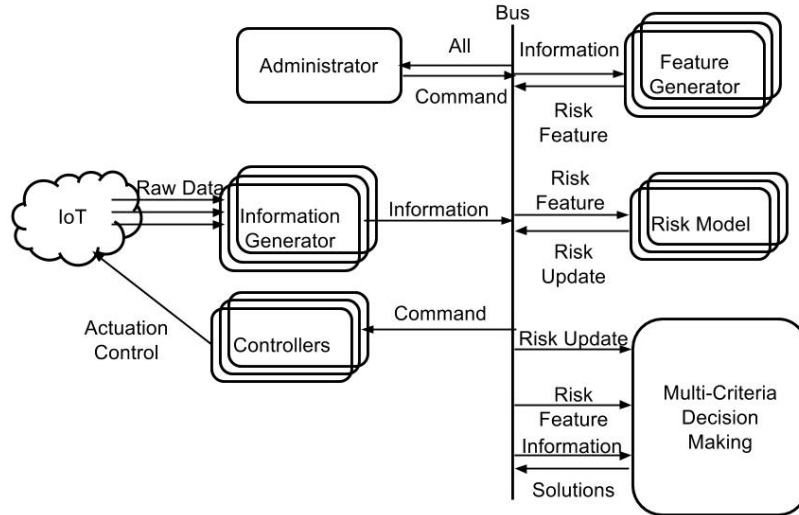 Bus
All
Administrator
Command
Information
Feature
Generator
Risk
Feature
IoT
Raw Data
Information
Generator
Information
Risk
Feature
Risk Model
Risk
Update
Actuation
Control
Controllers
Command
Risk Update
Risk
Feature
Information
Solutions
Multi-Criteria
Decision
Making